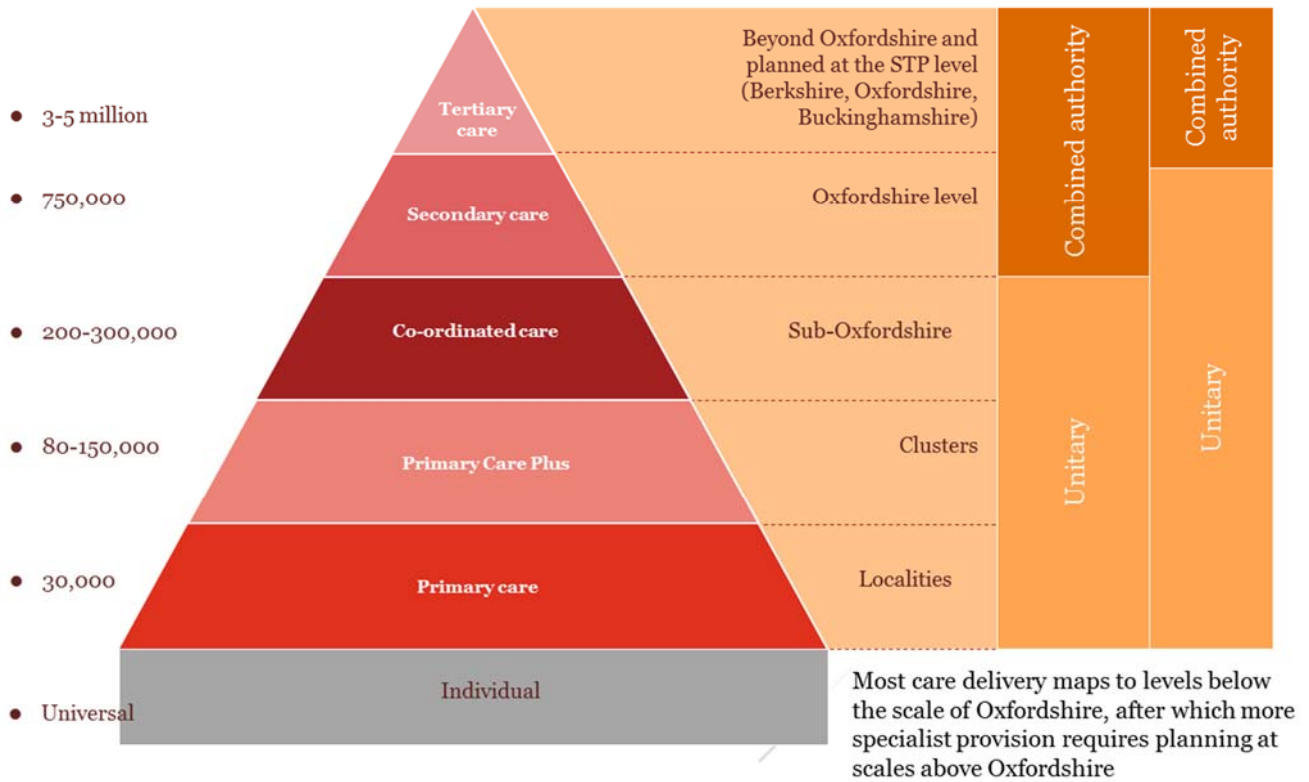 Beyond Oxfordshire and
planned at the STP level
(Berkshire, Oxfordshire,
Buckinghamshire)
Combined authority
Combined
authority
• 3-5 million
Tertiary
care
• 750,000
Secondary care
Oxfordshire level
• 200-300,000
Co-ordinated care
Sub-Oxfordshire
• 80-150,000
Primary Care Plus
Clusters
Unitary
Unitary
• 30,000
Primary care
Localities
• Universal
Individual
Most care delivery maps to levels below
the scale of Oxfordshire, after which more
specialist provision requires planning at
scales above Oxfordshire